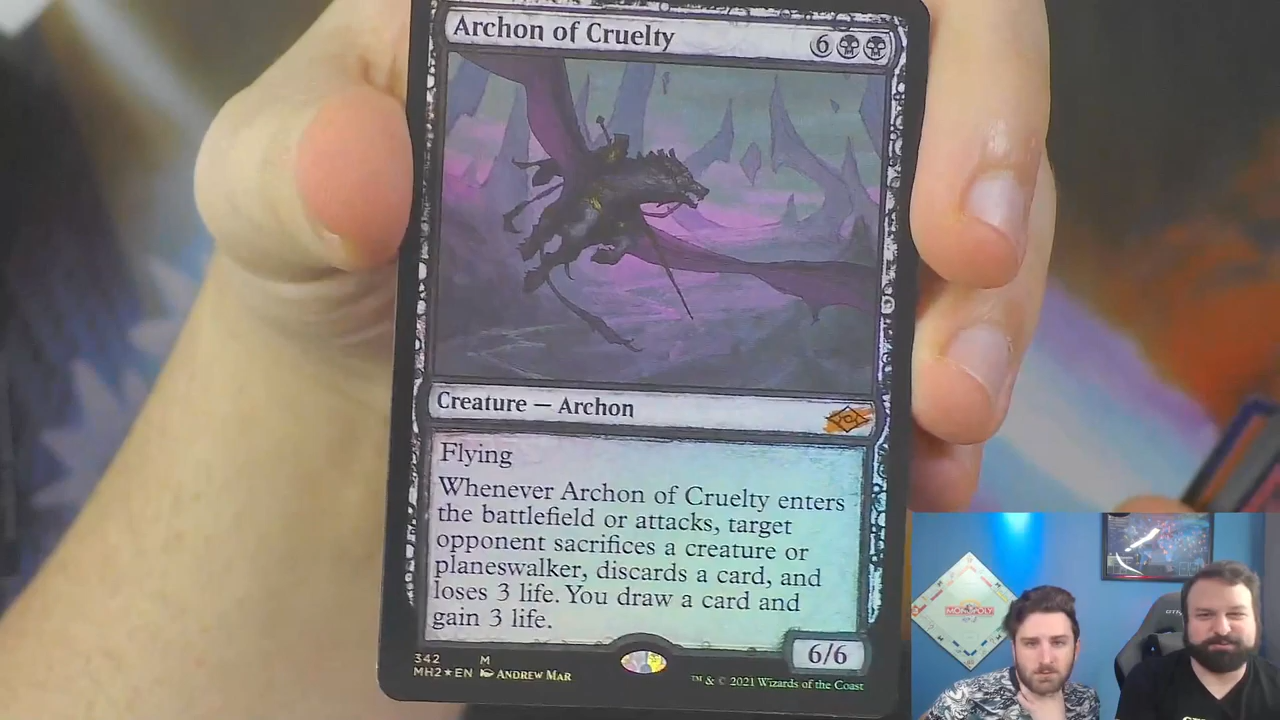 Archon of Cruelty 6
Creature — Archon
Flying
Whenever Archon of Cruelty enters
the battlefield or attacks, target
opponent sacrifices a creature or
planeswalker, discards a card, and
loses 3 life. You draw a card and
gain 3 life.
6/6
342 M
MH2★EN ANDREW MAR
™ & © 2021 Wizards of the Coast
MONOPOLY